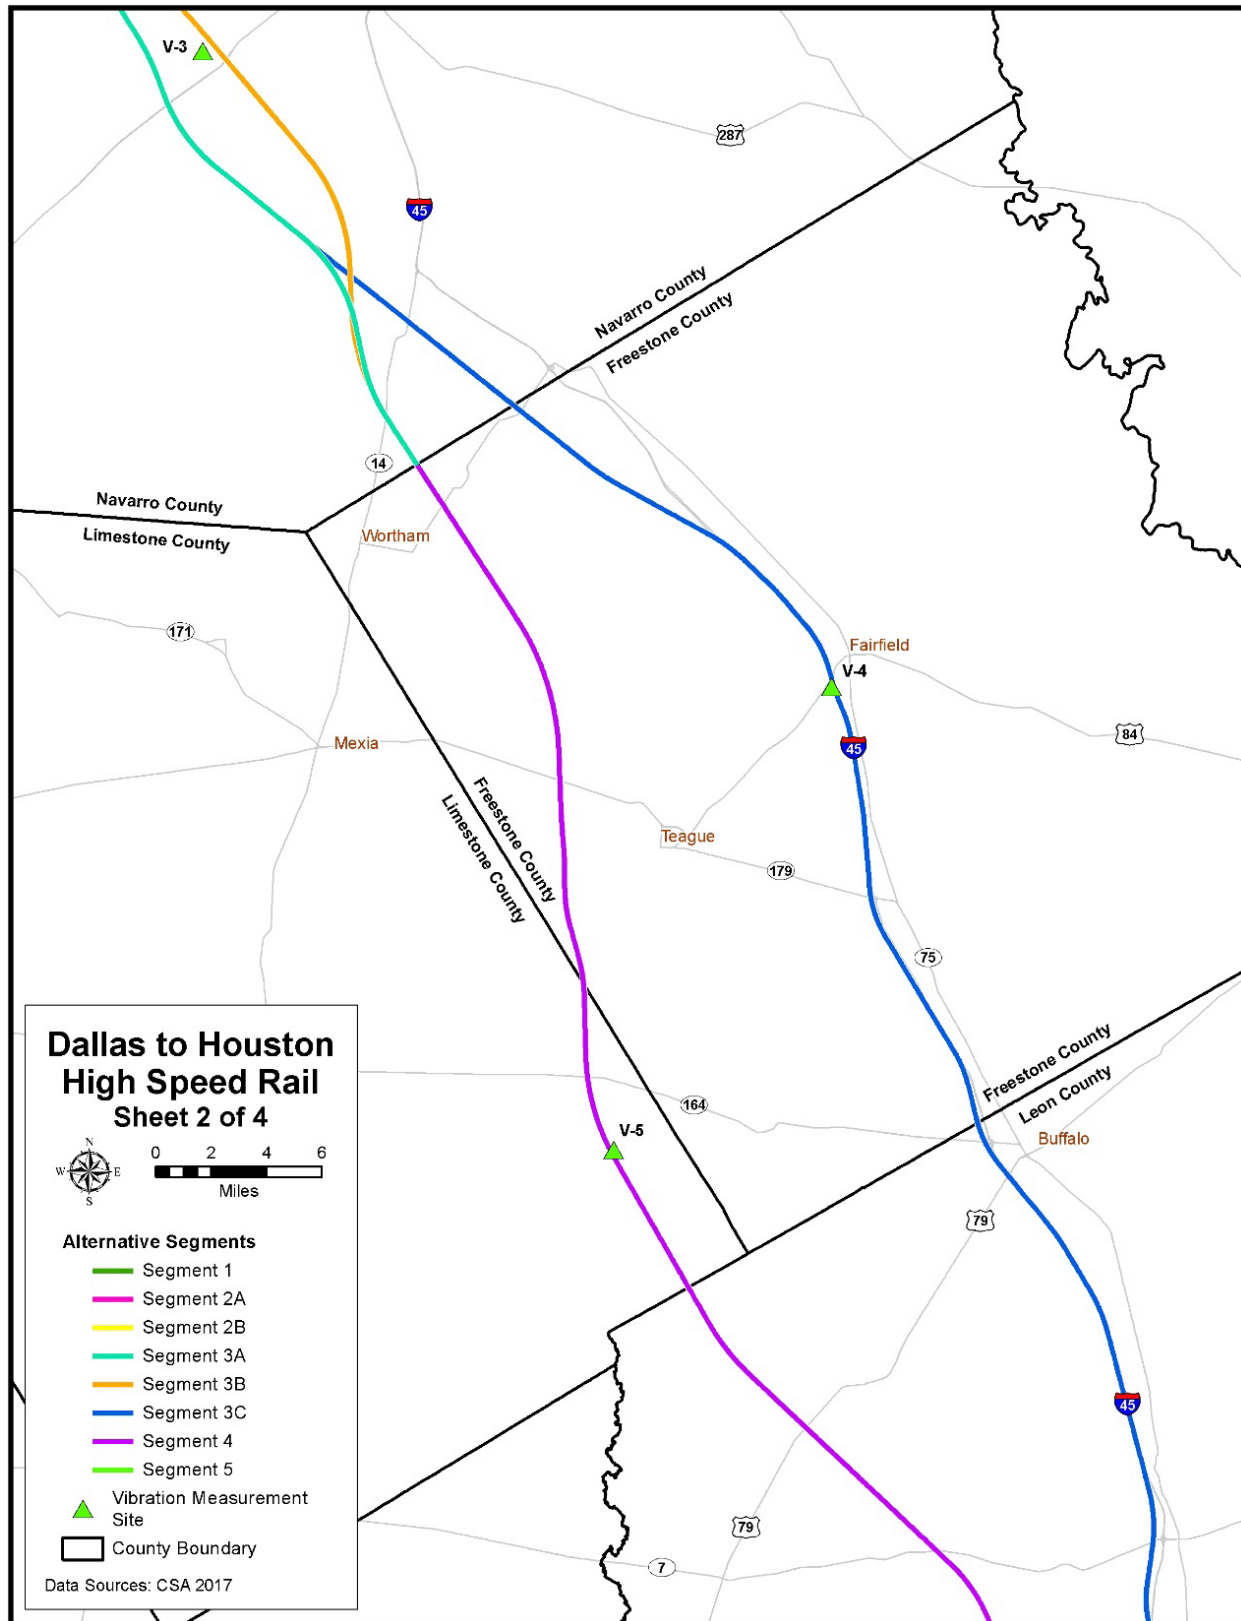 V-3
287
45
Navarro County
Freestone County
14
Navarro County
Limestone County
Wortham
171
Fairfield
V-4
84
45
Mexia
Freestone County
Limestone County
Teague
179
75
Freestone County
Leon County
164
Buffalo
V-5
79
45
79
7
Dallas to Houston
High Speed Rail
Sheet 2 of 4
N
W E
S
0 2 4 6
Miles
Alternative Segments
Segment 1
Segment 2A
Segment 2B
Segment 3A
Segment 3B
Segment 3C
Segment 4
Segment 5
Vibration Measurement
Site
County Boundary
Data Sources: CSA 2017